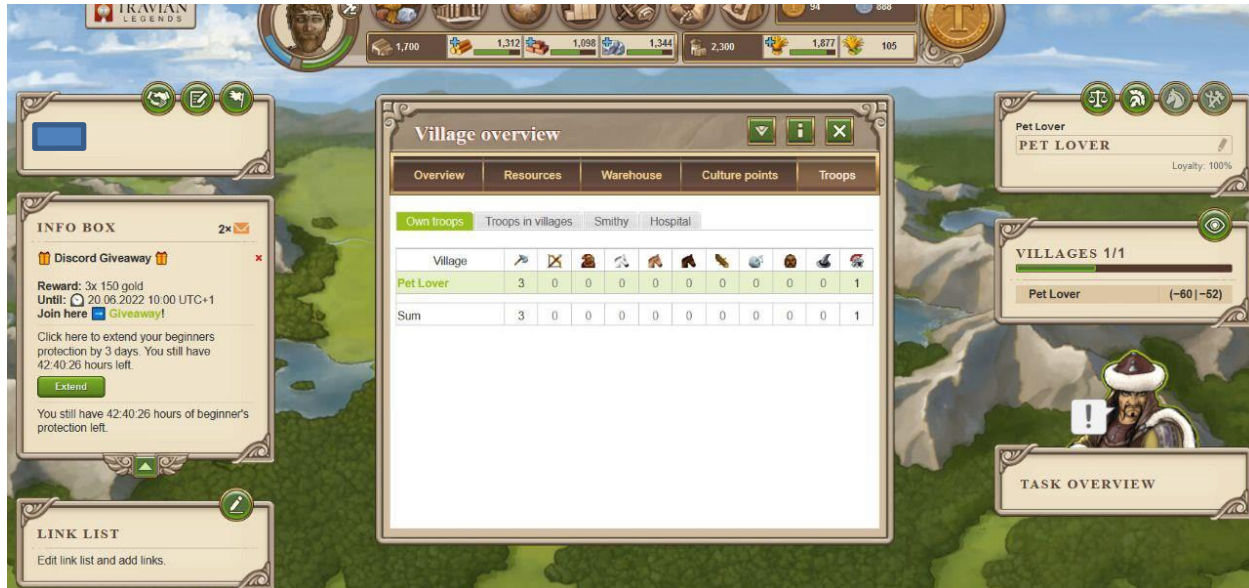 TRAVIAN
LEGENDS
94
888
1,700
1,312
1,098
1,344
2,300
1,877
105
Village overview
Overview Resources Warehouse Culture points Troops
Own troops Troops in villages Smithy Hospital
Village
Pet Lover 3 0 0 0 0 0 0 0 0 0 1
Sum 3 0 0 0 0 0 0 0 0 0 1
INFO BOX 2×
Discord Giveaway
Reward: 3x 150 gold
Until: 20.06.2022 10:00 UTC+1
Join here Giveaway!
Click here to extend your beginners
protection by 3 days. You still have
42:40:26 hours left.
Extend
You still have 42:40:26 hours of beginner's
protection left.
LINK LIST
Edit link list and add links.
Pet Lover
PET LOVER
Loyalty: 100%
VILLAGES 1/1
Pet Lover (−60|−52)
!
TASK OVERVIEW